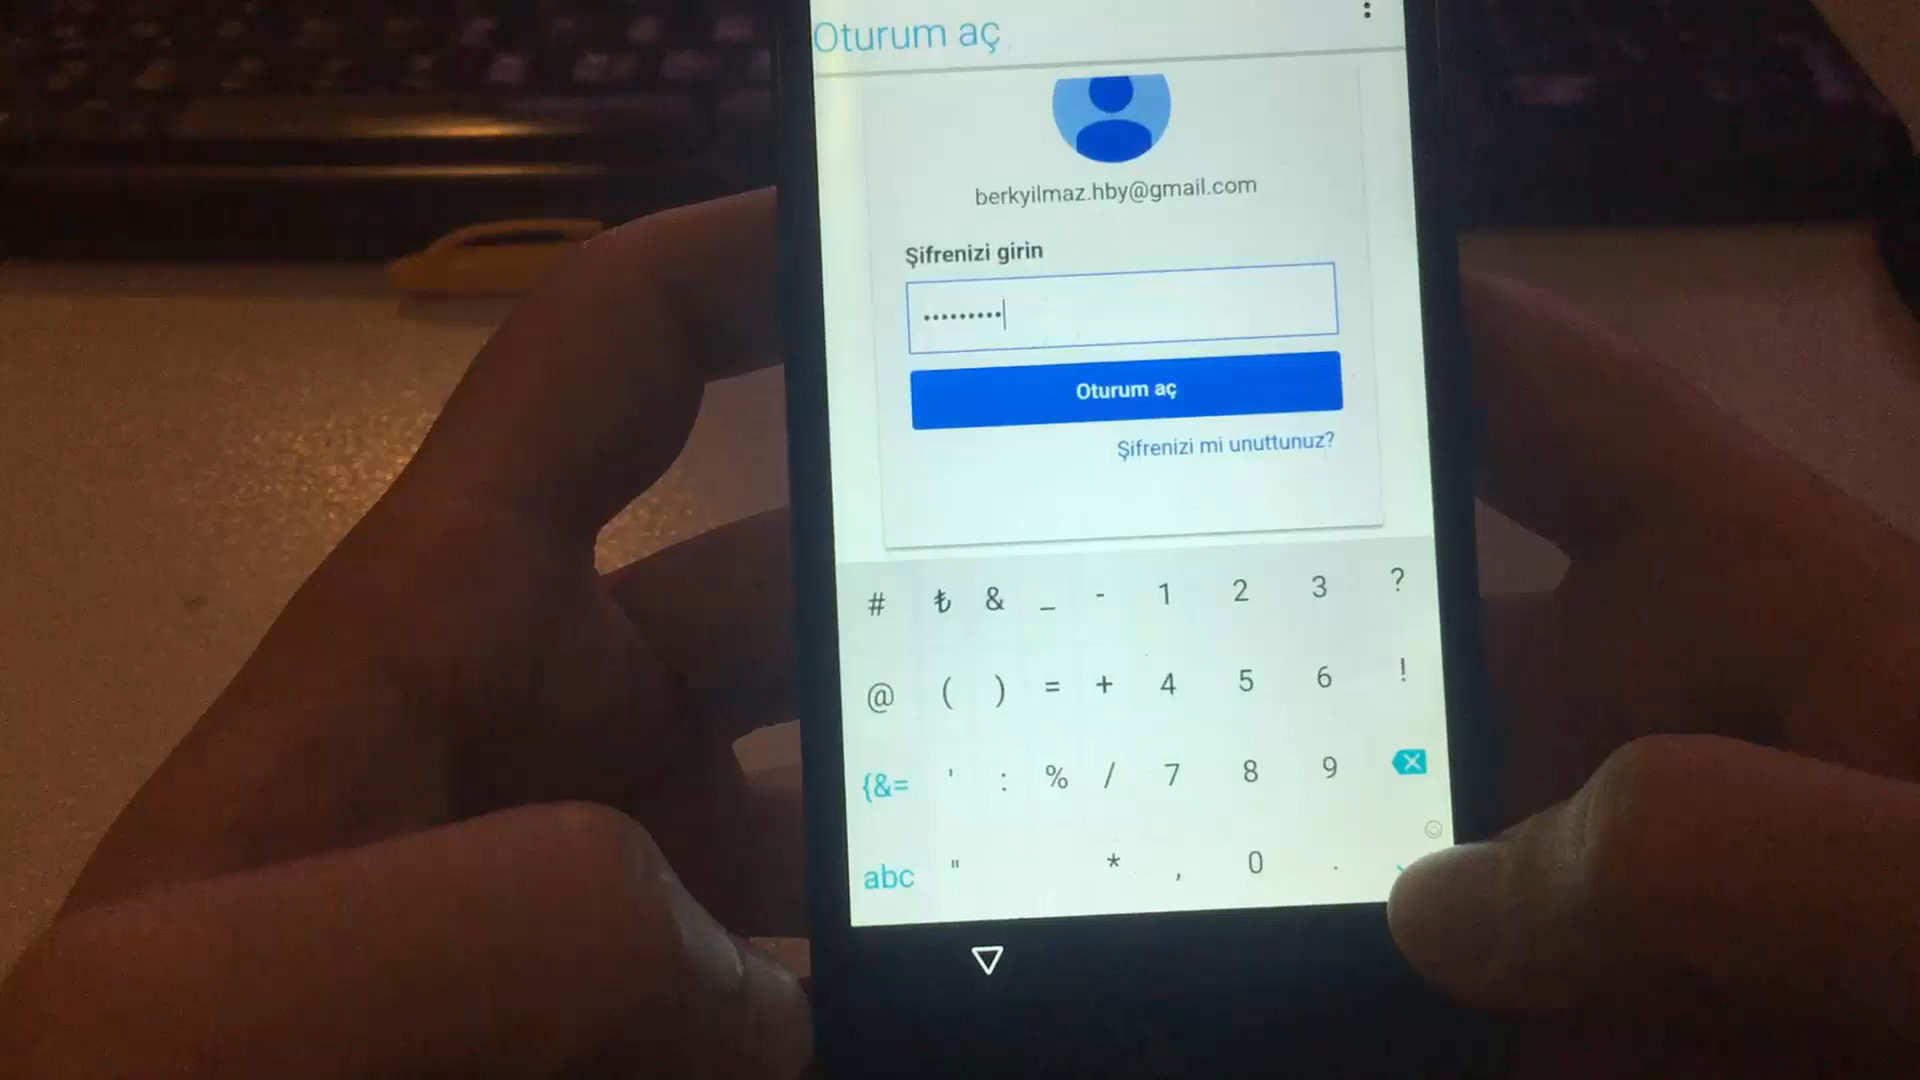 Oturum aç
berkyilmaz.hby@gmail.com
Şifrenizi girin
•••••••••
Oturum aç
Şifrenizi mi unuttunuz?
# ₺ & _ - 1 2 3 ?
@ ( ) = + 4 5 6 !
{&= ' : % / 7 8 9
abc " * , 0 .